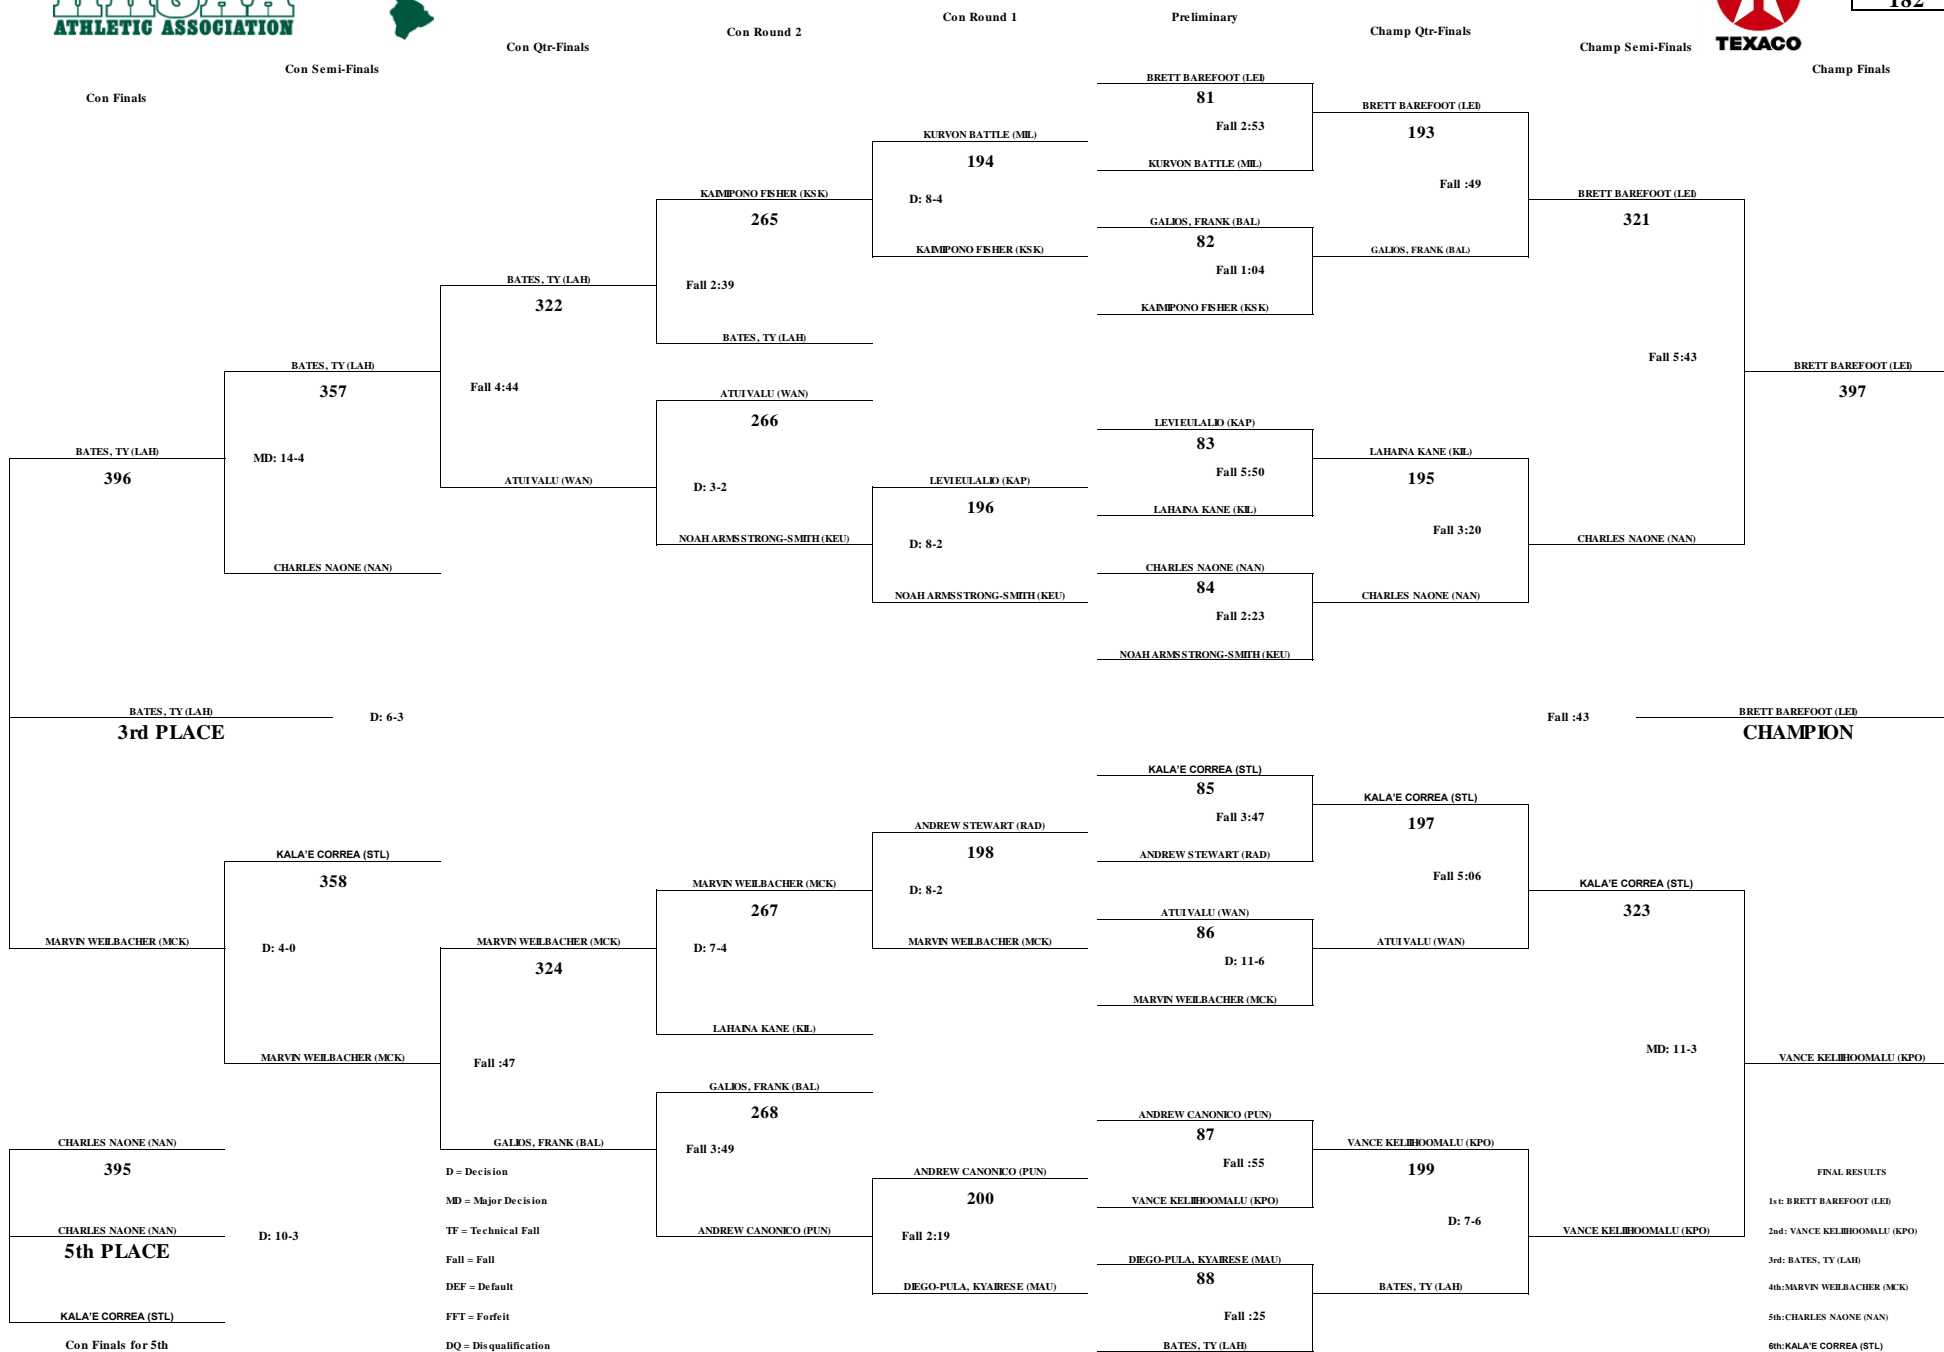 ATHLETIC ASSOCIATION
TEXACO
182
Con Finals
Con Semi-Finals
Con Qtr-Finals
Con Round 2
Con Round 1
Preliminary
Champ Qtr-Finals
Champ Semi-Finals
Champ Finals
BRETT BAREFOOT (LEI)
81
Fall 2:53
KURVON BATTLE (MIL)
GALIOS, FRANK (BAL)
82
Fall 1:04
KAIMIPONO FISHER (KSK)
LEVI EULALIO (KAP)
83
Fall 5:50
LAHAINA KANE (KIL)
CHARLES NAONE (NAN)
84
Fall 2:23
NOAH ARMSSTRONG-SMITH (KEU)
KALA'E CORREA (STL)
85
Fall 3:47
ANDREW STEWART (RAD)
ATUI VALU (WAN)
86
D: 11-6
MARVIN WEILBACHER (MCK)
ANDREW CANONICO (PUN)
87
Fall :55
VANCE KELIIHOOMALU (KPO)
DIEGO-PULA, KYAIRESE (MAU)
88
Fall :25
BATES, TY (LAH)
BRETT BAREFOOT (LEI)
193
Fall :49
GALIOS, FRANK (BAL)
LAHAINA KANE (KIL)
195
Fall 3:20
CHARLES NAONE (NAN)
KALA'E CORREA (STL)
197
Fall 5:06
ATUI VALU (WAN)
VANCE KELIIHOOMALU (KPO)
199
D: 7-6
BATES, TY (LAH)
BRETT BAREFOOT (LEI)
321
Fall 5:43
CHARLES NAONE (NAN)
KALA'E CORREA (STL)
323
MD: 11-3
VANCE KELIIHOOMALU (KPO)
BRETT BAREFOOT (LEI)
397
Fall :43
BRETT BAREFOOT (LEI)
CHAMPION
VANCE KELIIHOOMALU (KPO)
KURVON BATTLE (MIL)
194
D: 8-4
KAIMIPONO FISHER (KSK)
LEVI EULALIO (KAP)
196
D: 8-2
NOAH ARMSSTRONG-SMITH (KEU)
ANDREW STEWART (RAD)
198
D: 8-2
MARVIN WEILBACHER (MCK)
ANDREW CANONICO (PUN)
200
Fall 2:19
DIEGO-PULA, KYAIRESE (MAU)
KAIMIPONO FISHER (KSK)
265
Fall 2:39
BATES, TY (LAH)
ATUI VALU (WAN)
266
D: 3-2
NOAH ARMSSTRONG-SMITH (KEU)
MARVIN WEILBACHER (MCK)
267
D: 7-4
LAHAINA KANE (KIL)
GALIOS, FRANK (BAL)
268
Fall 3:49
ANDREW CANONICO (PUN)
BATES, TY (LAH)
322
Fall 4:44
ATUI VALU (WAN)
MARVIN WEILBACHER (MCK)
324
Fall :47
GALIOS, FRANK (BAL)
BATES, TY (LAH)
357
MD: 14-4
CHARLES NAONE (NAN)
KALA'E CORREA (STL)
358
D: 4-0
MARVIN WEILBACHER (MCK)
BATES, TY (LAH)
396
BATES, TY (LAH)
3rd PLACE
D: 6-3
MARVIN WEILBACHER (MCK)
CHARLES NAONE (NAN)
395
CHARLES NAONE (NAN)
5th PLACE
D: 10-3
KALA'E CORREA (STL)
Con Finals for 5th
D = Decision
MD = Major Decision
TF = Technical Fall
Fall = Fall
DEF = Default
FFT = Forfeit
DQ = Disqualification
FINAL RESULTS
1st: BRETT BAREFOOT (LEI)
2nd: VANCE KELIIHOOMALU (KPO)
3rd: BATES, TY (LAH)
4th: MARVIN WEILBACHER (MCK)
5th: CHARLES NAONE (NAN)
6th: KALA'E CORREA (STL)